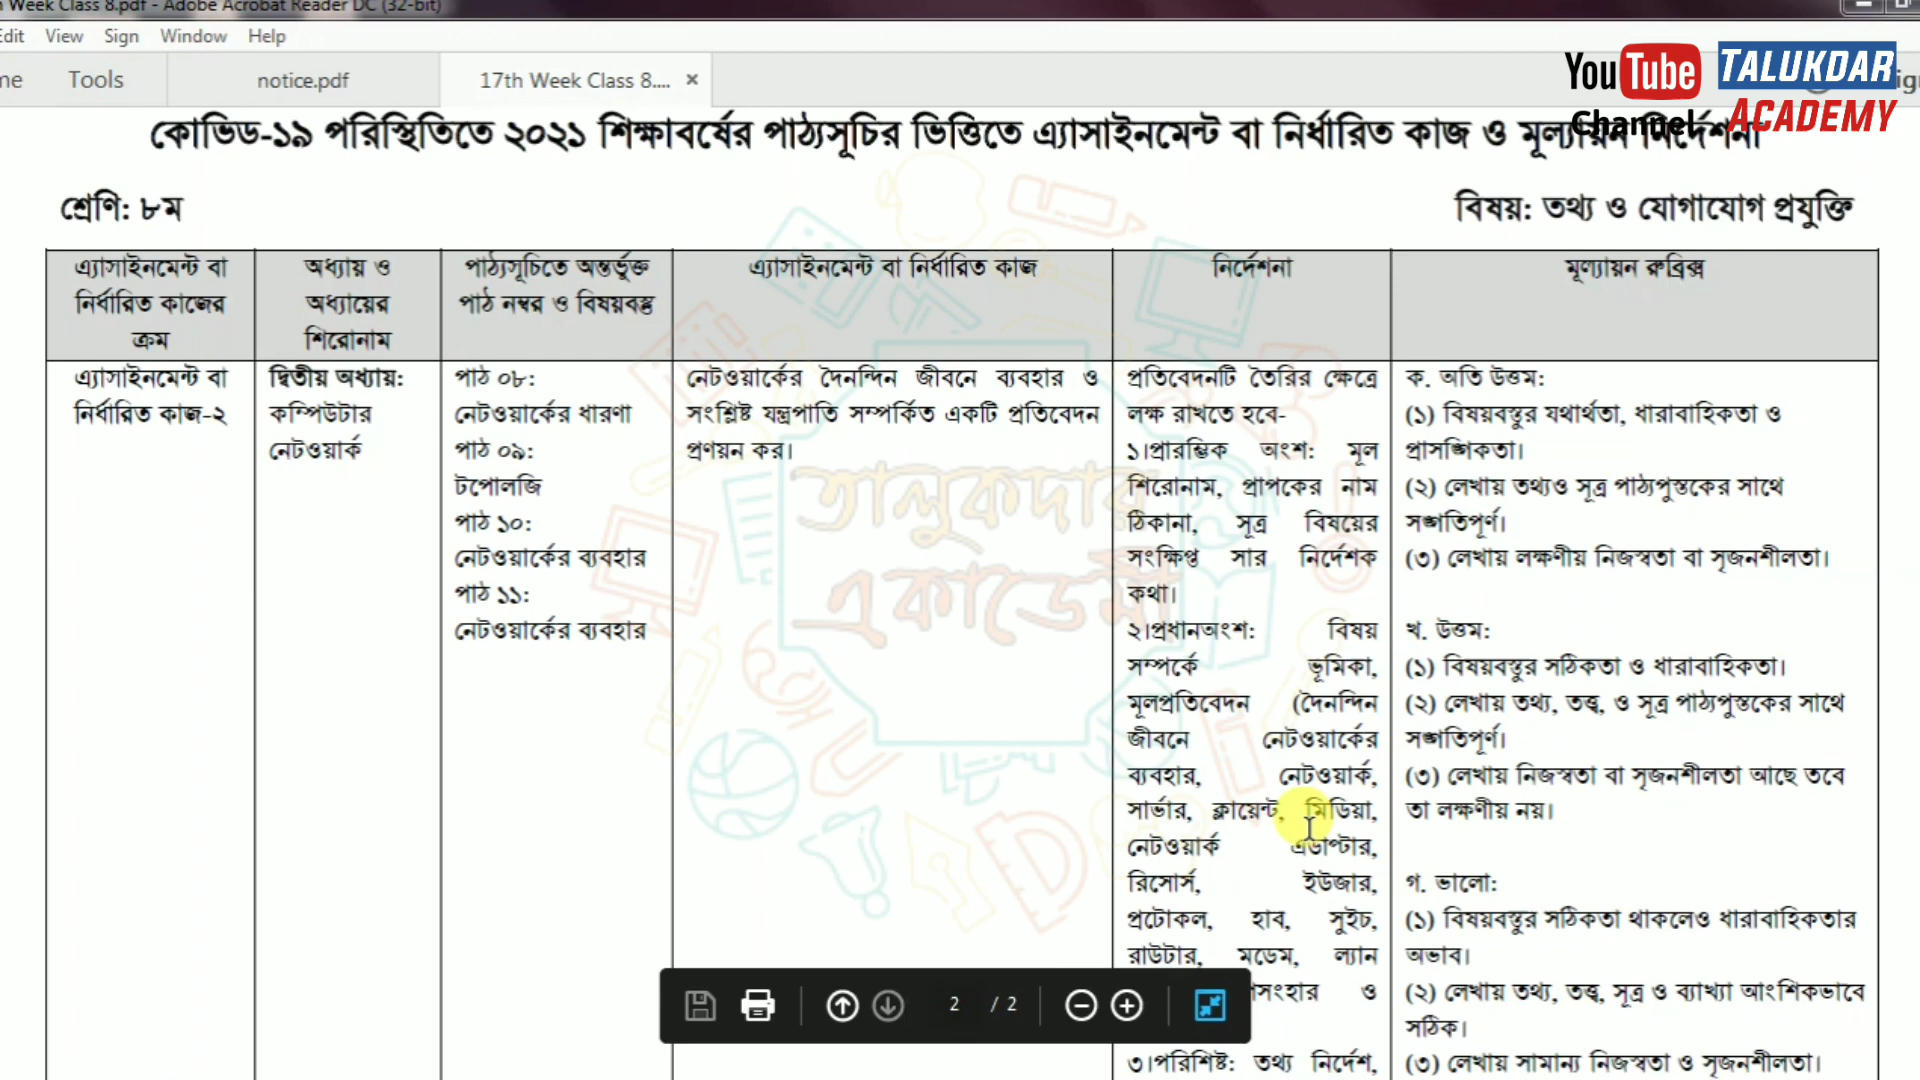 Week Class 8.pdf - Adobe Acrobat Reader DC (32-bit)
Edit View Sign Window Help
Tools notice.pdf 17th Week Class 8.... ×
YouTube Channel
TALUKDAR
ACADEMY
কোভিড-১৯ পরিস্থিতিতে ২০২১ শিক্ষাবর্ষের পাঠ্যসূচির ভিত্তিতে এ্যাসাইনমেন্ট বা নির্ধারিত কাজ ও মূল্যায়ন নির্দেশনা
শ্রেণি: ৮ম
বিষয়: তথ্য ও যোগাযোগ প্রযুক্তি
এ্যাসাইনমেন্ট বা
নির্ধারিত কাজের
ক্রম
অধ্যায় ও
অধ্যায়ের
শিরোনাম
পাঠ্যসূচিতে অন্তর্ভুক্ত
পাঠ নম্বর ও বিষয়বস্তু
এ্যাসাইনমেন্ট বা নির্ধারিত কাজ
নির্দেশনা
মূল্যায়ন রুব্রিক্স
এ্যাসাইনমেন্ট বা
নির্ধারিত কাজ-২
দ্বিতীয় অধ্যায়:
কম্পিউটার
নেটওয়ার্ক
পাঠ ০৮:
নেটওয়ার্কের ধারণা
পাঠ ০৯:
টপোলজি
পাঠ ১০:
নেটওয়ার্কের ব্যবহার
পাঠ ১১:
নেটওয়ার্কের ব্যবহার
নেটওয়ার্কের দৈনন্দিন জীবনে ব্যবহার ও
সংশ্লিষ্ট যন্ত্রপাতি সম্পর্কিত একটি প্রতিবেদন
প্রণয়ন কর।
প্রতিবেদনটি তৈরির ক্ষেত্রে
লক্ষ রাখতে হবে-
১।প্রারম্ভিক অংশ: মূল
শিরোনাম, প্রাপকের নাম
ঠিকানা, সূত্র বিষয়ের
সংক্ষিপ্ত সার নির্দেশক
কথা।
২।প্রধানঅংশ: বিষয়
সম্পর্কে ভূমিকা,
মূলপ্রতিবেদন (দৈনন্দিন
জীবনে নেটওয়ার্কের
ব্যবহার, নেটওয়ার্ক,
সার্ভার, ক্লায়েন্ট, মিডিয়া,
নেটওয়ার্ক এডাপ্টার,
রিসোর্স, ইউজার,
প্রটোকল, হাব, সুইচ,
রাউটার, মডেম, ল্যান
ও
৩।পরিশিষ্ট: তথ্য নির্দেশ,
ক. অতি উত্তম:
(১) বিষয়বস্তুর যথার্থতা, ধারাবাহিকতা ও
প্রাসঙ্গিকতা।
(২) লেখায় তথ্যও সূত্র পাঠ্যপুস্তকের সাথে
সঙ্গতিপূর্ণ।
(৩) লেখায় লক্ষণীয় নিজস্বতা বা সৃজনশীলতা।
খ. উত্তম:
(১) বিষয়বস্তুর সঠিকতা ও ধারাবাহিকতা।
(২) লেখায় তথ্য, তত্ত্ব, ও সূত্র পাঠ্যপুস্তকের সাথে
সঙ্গতিপূর্ণ।
(৩) লেখায় নিজস্বতা বা সৃজনশীলতা আছে তবে
তা লক্ষণীয় নয়।
গ. ভালো:
(১) বিষয়বস্তুর সঠিকতা থাকলেও ধারাবাহিকতার
অভাব।
(২) লেখায় তথ্য, তত্ত্ব, সূত্র ও ব্যাখ্যা আংশিকভাবে
সঠিক।
(৩) লেখায় সামান্য নিজস্বতা ও সৃজনশীলতা।
তালুকদার
একাডেমী
2 / 2